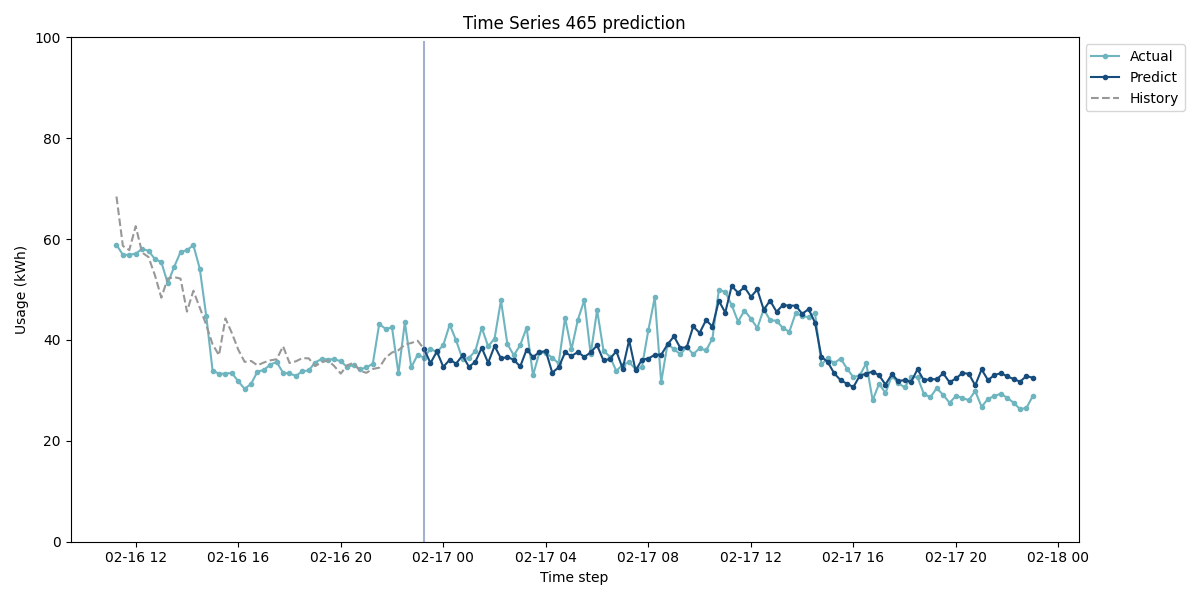 Time Series 465 prediction
100
80
60
40
20
0
Usage (kWh)
02-16 12
02-16 16
02-16 20
02-17 00
02-17 04
02-17 08
02-17 12
02-17 16
02-17 20
02-18 00
Time step
Actual
Predict
History